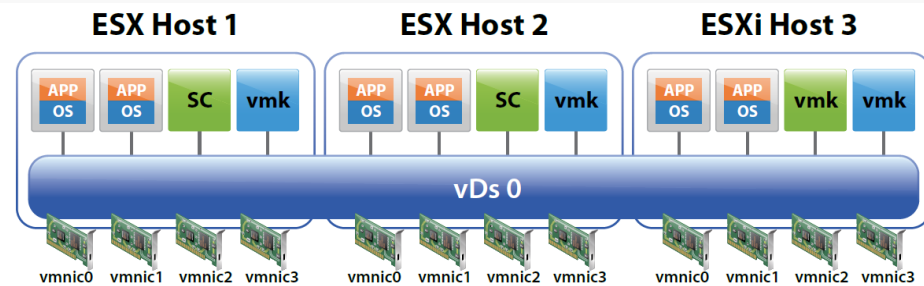 ESX Host 1 ESX Host 2 ESXi Host 3
APP APP SC vmk APP APP SC vmk APP APP vmk vmk
OS OS OS OS OS OS
vDs 0
vmnic0 vmnic1 vmnic2 vmnic3 vmnic0 vmnic1 vmnic2 vmnic3 vmnic0 vmnic1 vmnic2 vmnic3